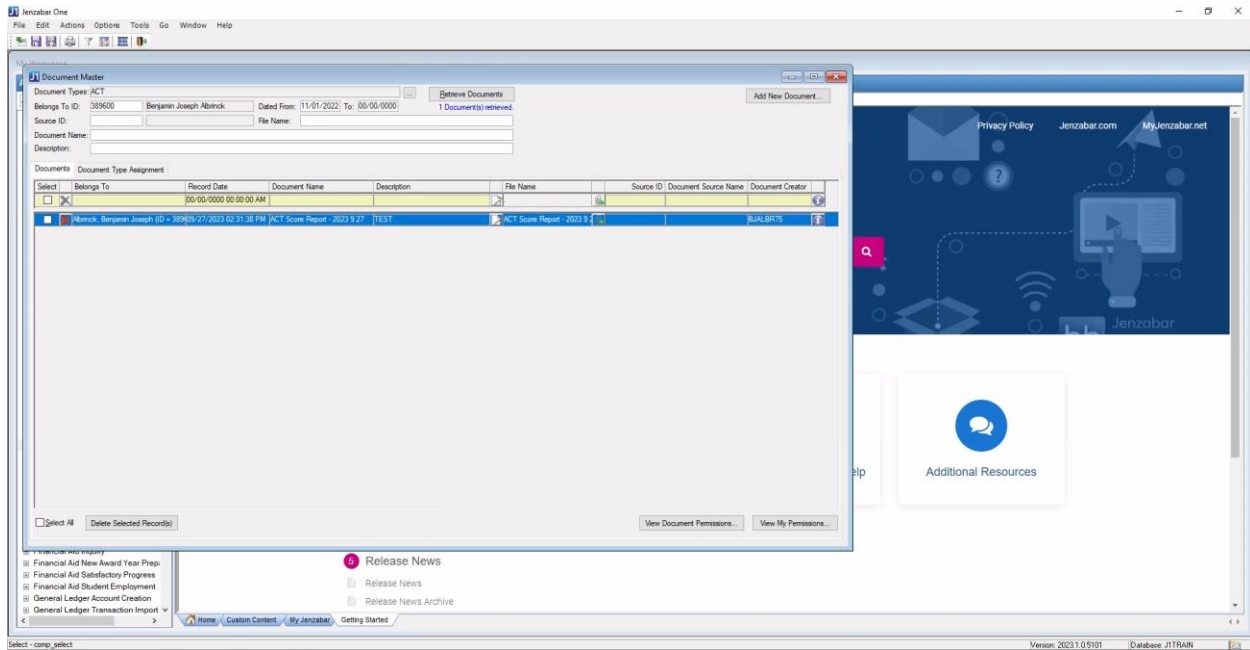 Jenzabar One
File Edit Actions Options Tools Go Window Help
Document Master
Document Types: ACT ... Retrieve Documents Add New Document...
Belongs To ID: 389600 Benjamin Joseph Albrinck Dated From: 11/01/2022 To: 00/00/0000 1 Document(s) retrieved.
Source ID: File Name:
Document Name:
Description:
Documents Document Type Assignment
Select Belongs To Record Date Document Name Description File Name Source ID Document Source Name Document Creator
00/00/0000 00:00:00 AM
Albrinck, Benjamin Joseph (ID = 389 09/27/2023 02:31:38 PM ACT Score Report - 2023 9 27 TEST ACT Score Report - 2023 9 2 BJALBR75
Privacy Policy Jenzabar.com MyJenzabar.net
Jenzabar
elp Additional Resources
Select All Delete Selected Record(s) View Document Permissions... View My Permissions...
Financial Aid Inquiry
Financial Aid New Award Year Prepa
Financial Aid Satisfactory Progress
Financial Aid Student Employment
General Ledger Account Creation
General Ledger Transaction Import
5 Release News
Release News
Release News Archive
Home Custom Content My Jenzabar Getting Started
Select - comp_select Version: 2023.1.0.5101 Database: J1TRAIN